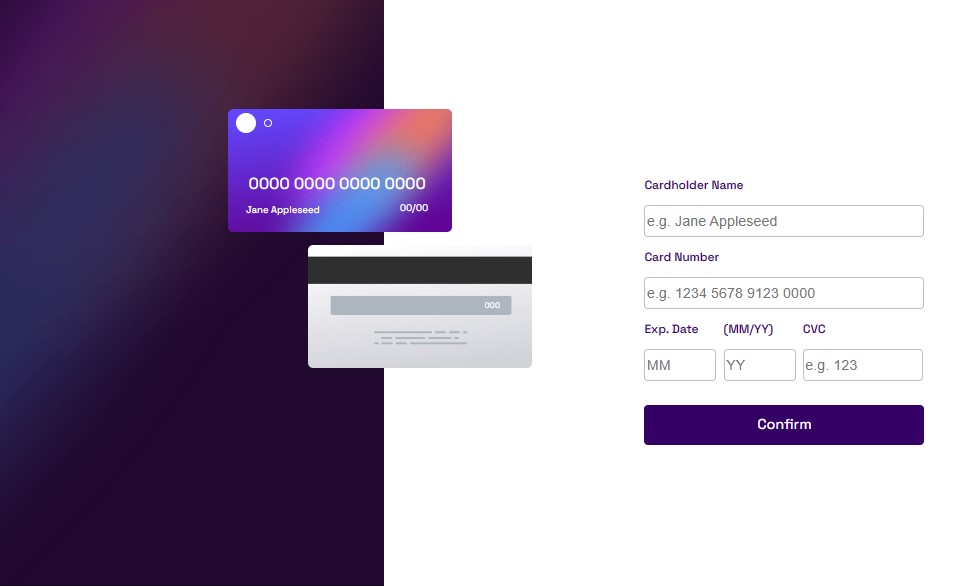 0000 0000 0000 0000
Jane Appleseed 00/00
000
Cardholder Name
e.g. Jane Appleseed
Card Number
e.g. 1234 5678 9123 0000
Exp. Date (MM/YY) CVC
MM YY e.g. 123
Confirm